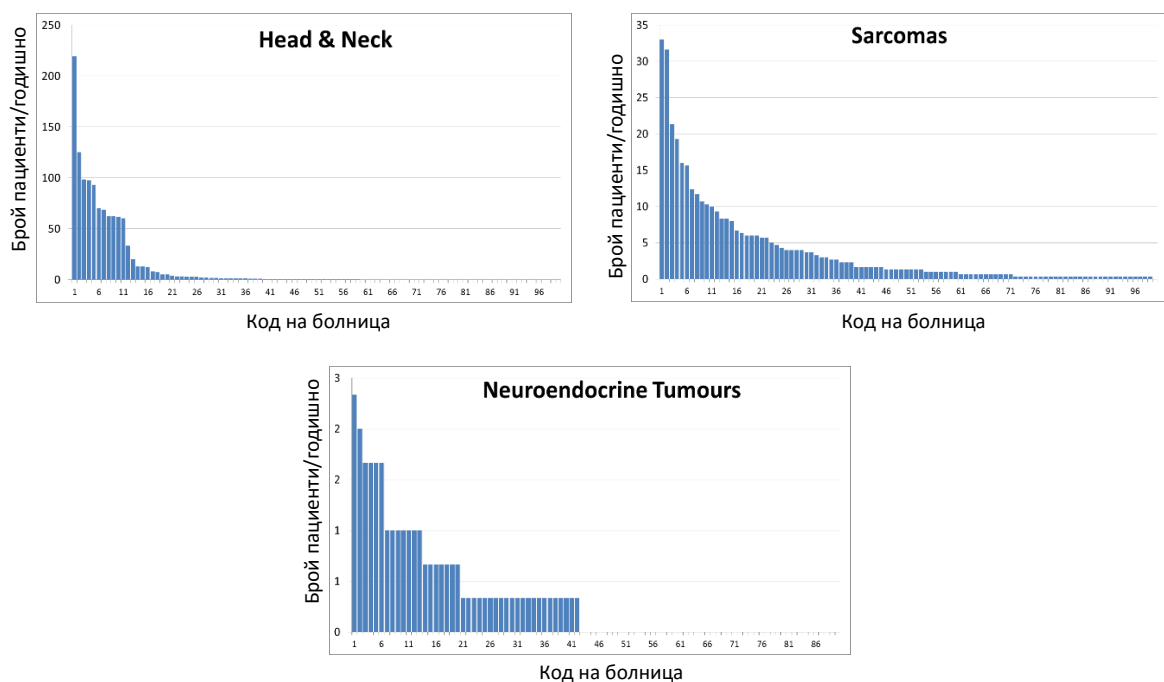 Head & Neck
Брой пациенти/годишно
250
200
150
100
50
0
1 6 11 16 21 26 31 36 41 46 51 56 61 66 71 76 81 86 91 96
Код на болница
Sarcomas
Брой пациенти/годишно
35
30
25
20
15
10
5
0
1 6 11 16 21 26 31 36 41 46 51 56 61 66 71 76 81 86 91 96
Код на болница
Neuroendocrine Tumours
Брой пациенти/годишно
3
2
2
1
1
0
1 6 11 16 21 26 31 36 41 46 51 56 61 66 71 76 81 86
Код на болница